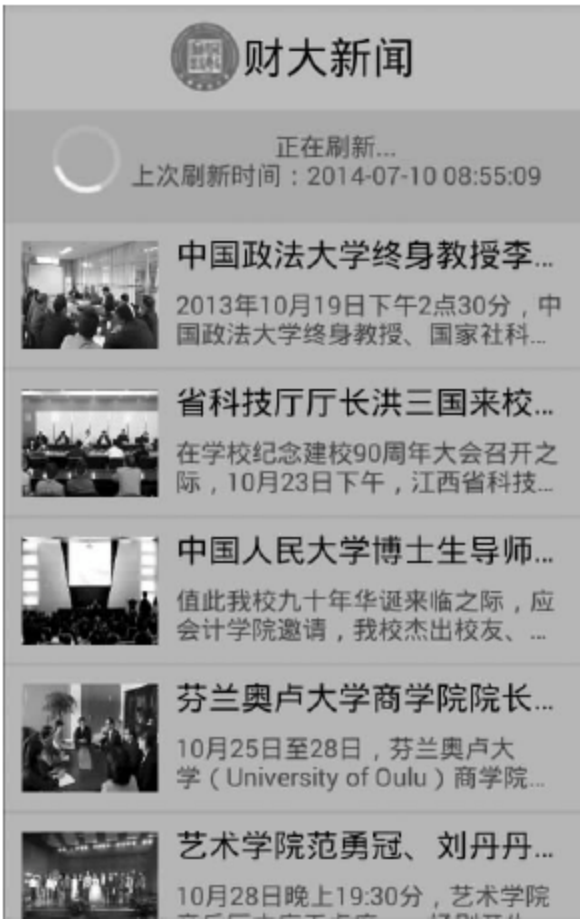 财大新闻
正在刷新...
上次刷新时间：2014-07-10 08:55:09
中国政法大学终身教授李...
2013年10月19日下午2点30分，中
国政法大学终身教授、国家社科...
省科技厅厅长洪三国来校...
在学校纪念建校90周年大会召开之
际，10月23日下午，江西省科技...
中国人民大学博士生导师...
值此我校九十年华诞来临之际，应
会计学院邀请，我校杰出校友、...
芬兰奥卢大学商学院院长...
10月25日至28日，芬兰奥卢大
学（University of Oulu）商学院...
艺术学院范勇冠、刘丹丹...
10月28日晚上19:30分，艺术学院